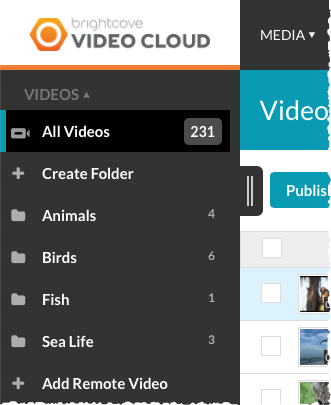 brightcove
VIDEO CLOUD
MEDIA
VIDEOS
Video
All Videos 231
Create Folder
Animals 4
Publis
Birds 6
Fish 1
Sea Life 3
Add Remote Video